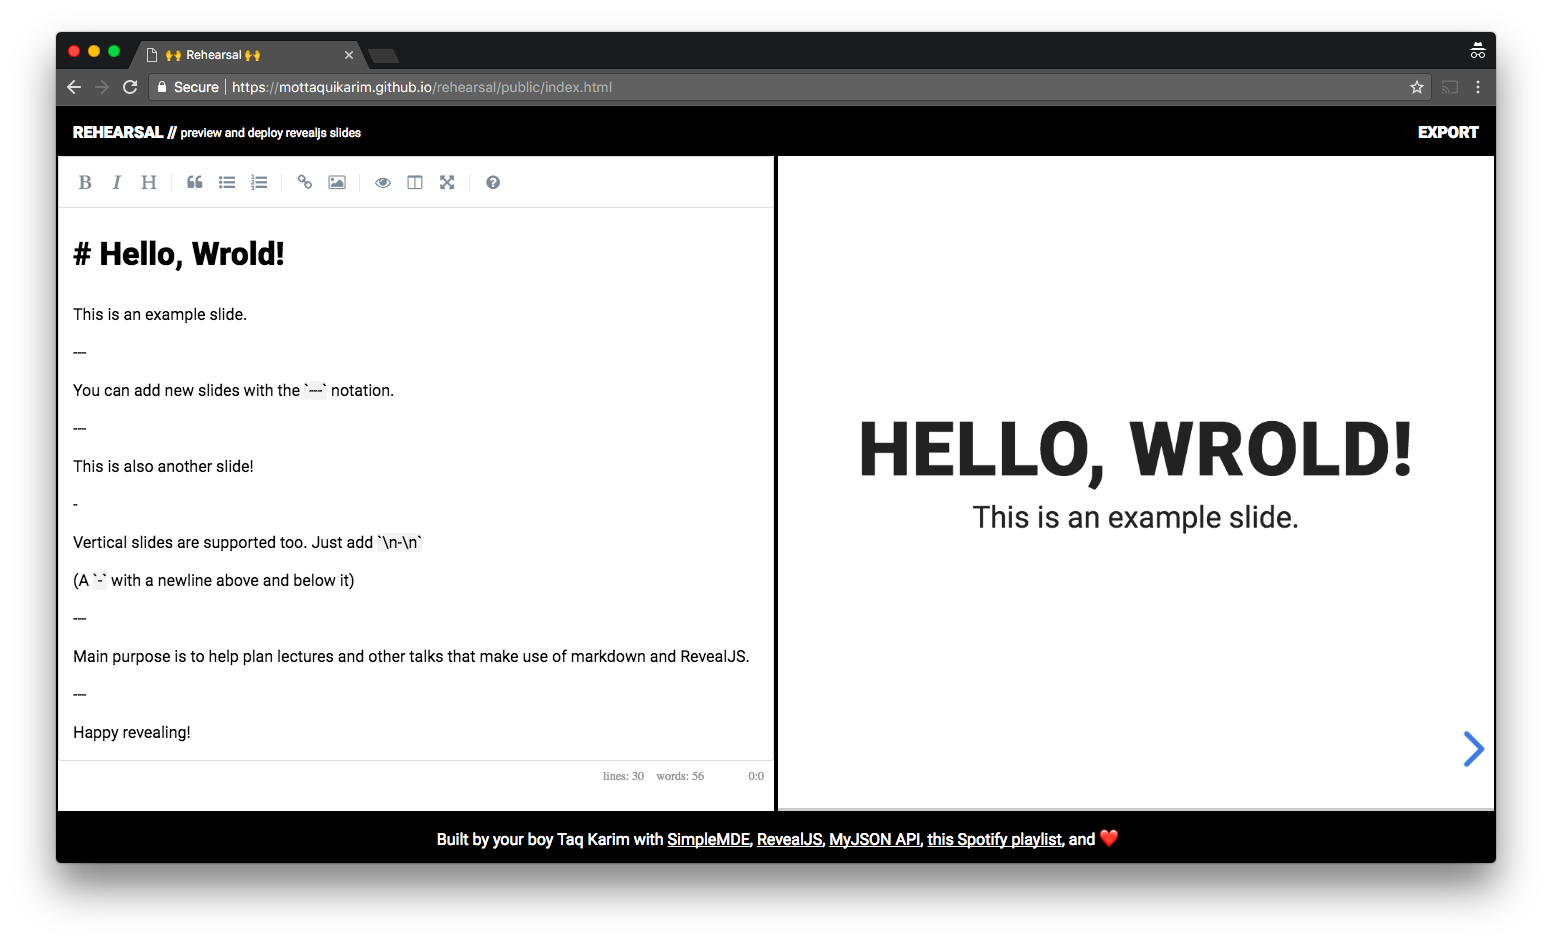 🙌 Rehearsal 🙌
Secure | https://mottaquikarim.github.io/rehearsal/public/index.html
REHEARSAL // preview and deploy revealjs slides
EXPORT
B I H
# Hello, Wrold!
This is an example slide.
---
You can add new slides with the `---` notation.
---
This is also another slide!
-
Vertical slides are supported too. Just add `\n-\n`
(A `-` with a newline above and below it)
---
Main purpose is to help plan lectures and other talks that make use of markdown and RevealJS.
---
Happy revealing!
lines: 30 words: 56 0:0
HELLO, WROLD!
This is an example slide.
Built by your boy Taq Karim with SimpleMDE, RevealJS, MyJSON API, this Spotify playlist, and ❤️